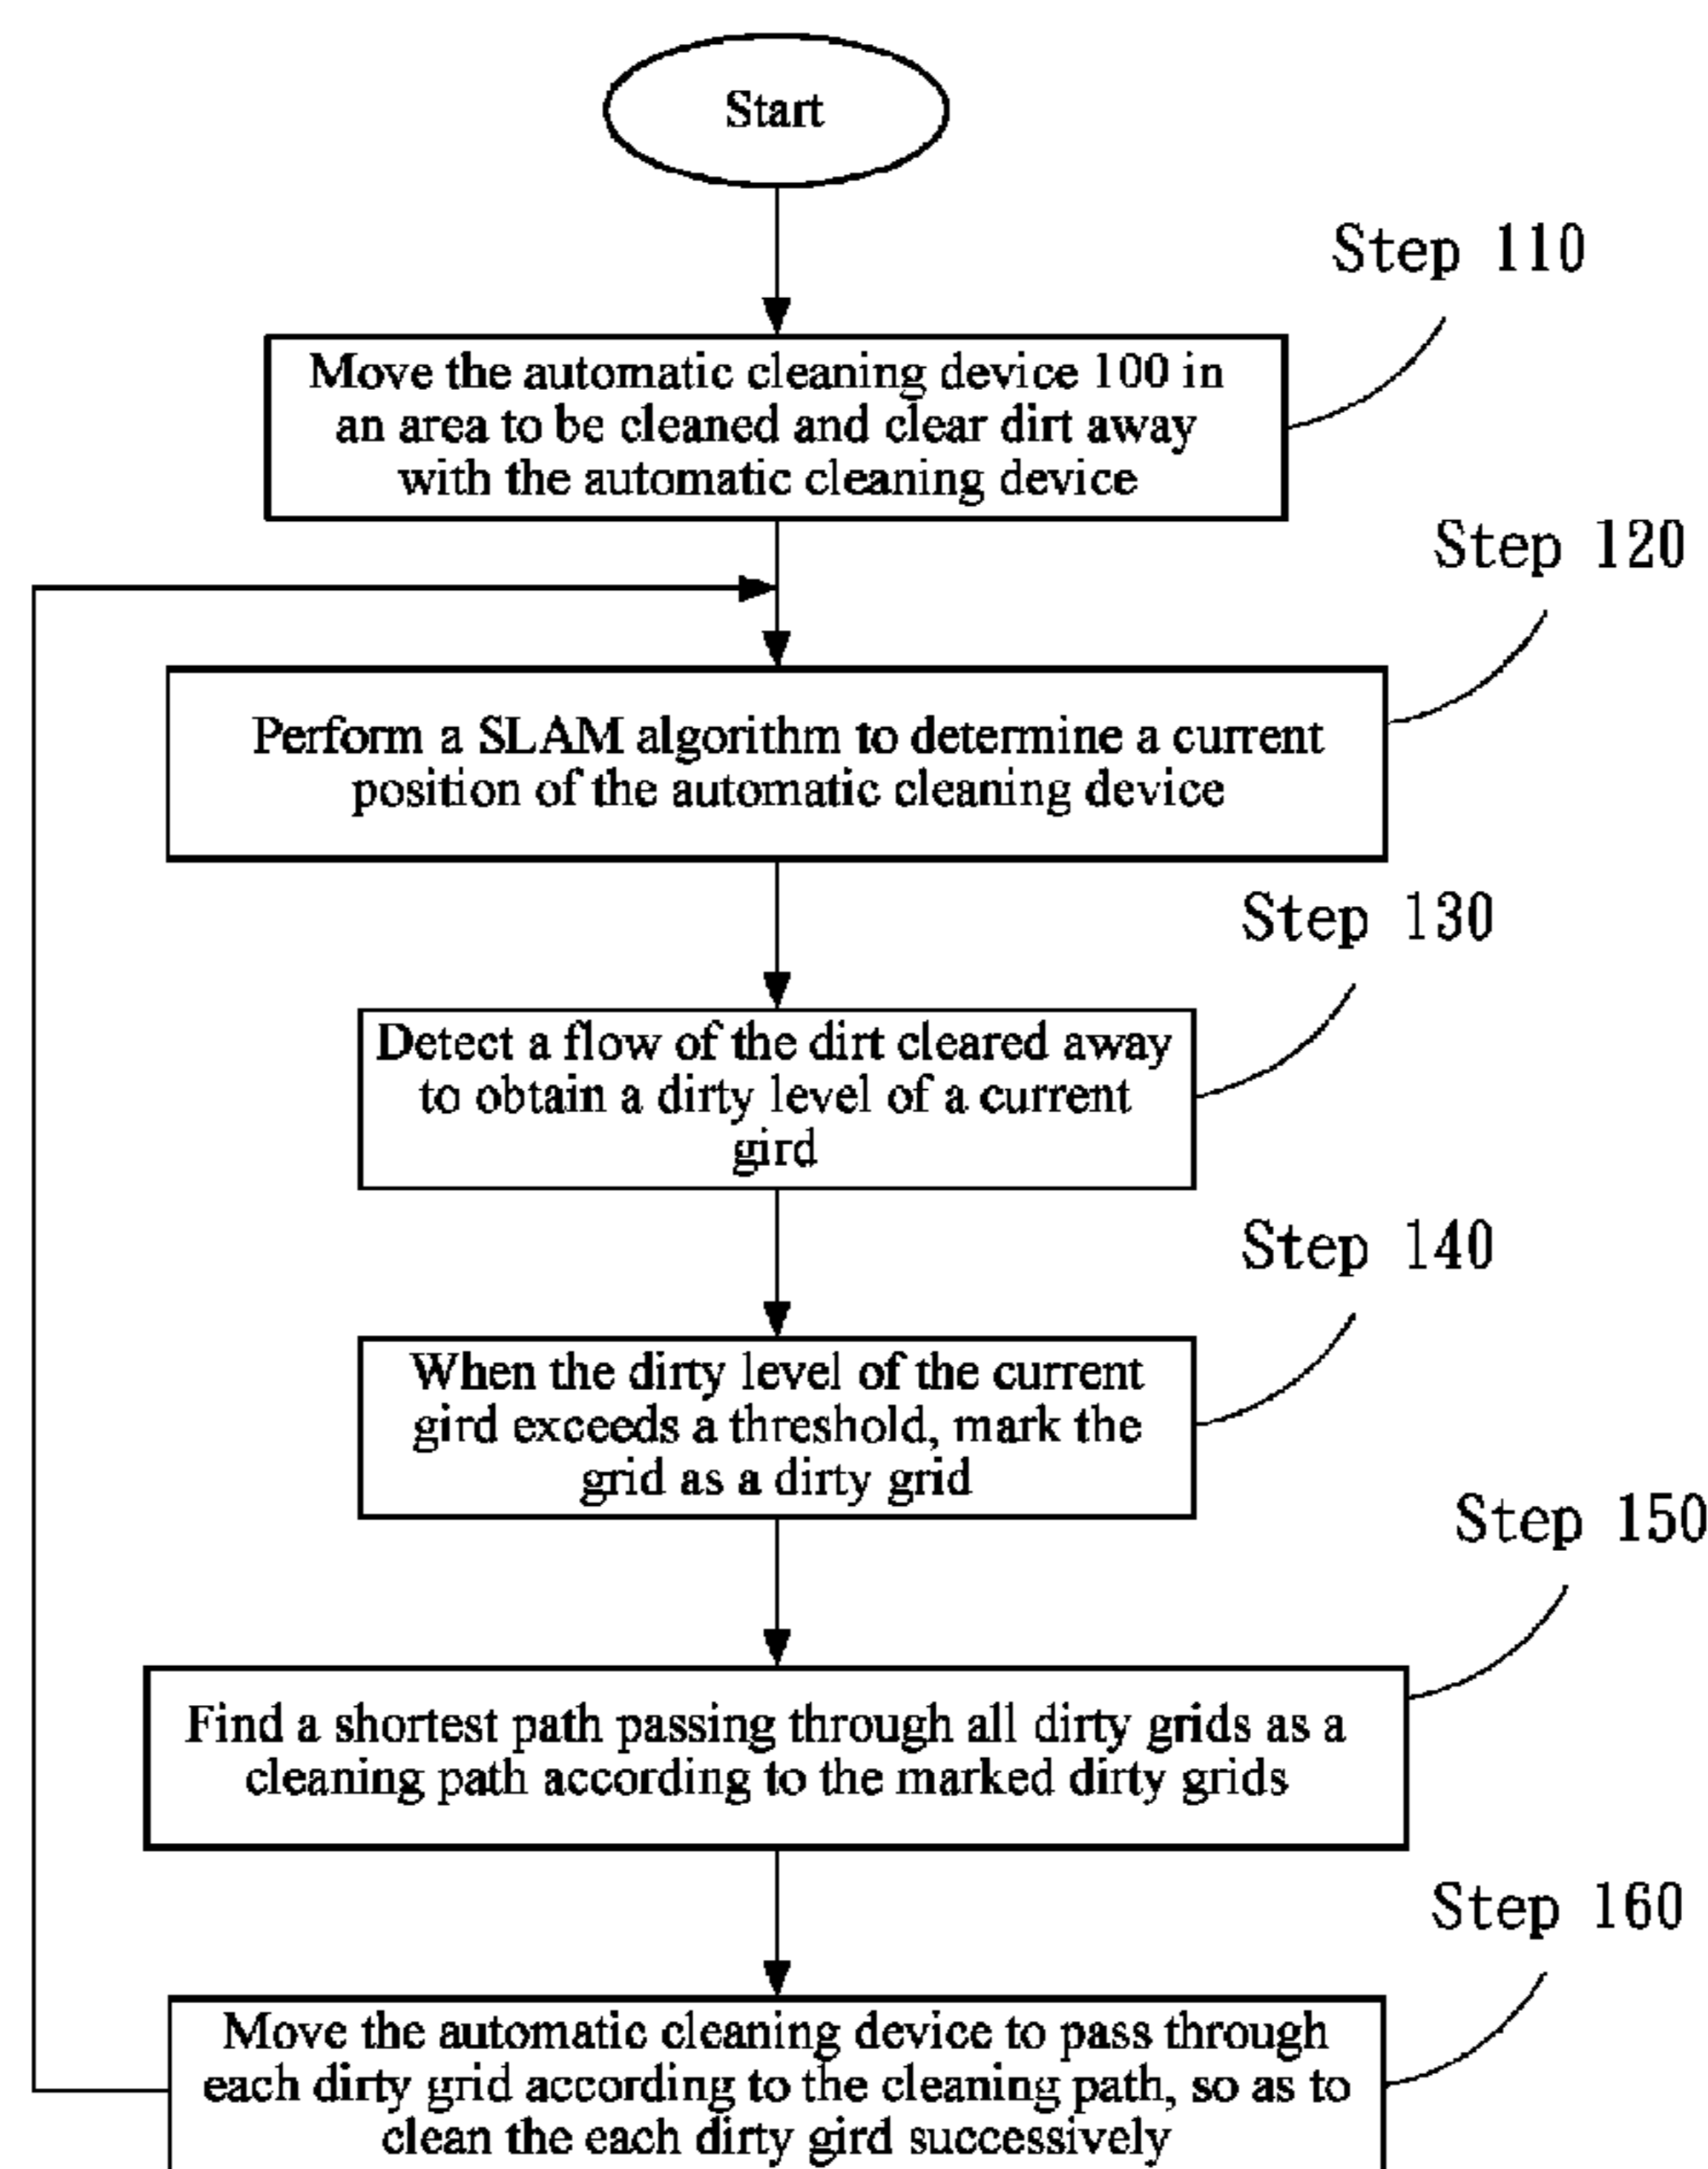 Start
Step 110
Move the automatic cleaning device 100 in
an area to be cleaned and clear dirt away
with the automatic cleaning device
Step 120
Perform a SLAM algorithm to determine a current
position of the automatic cleaning device
Step 130
Detect a flow of the dirt cleared away
to obtain a dirty level of a current
gird
Step 140
When the dirty level of the current
gird exceeds a threshold, mark the
grid as a dirty grid
Step 150
Find a shortest path passing through all dirty grids as a
cleaning path according to the marked dirty grids
Step 160
Move the automatic cleaning device to pass through
each dirty grid according to the cleaning path, so as to
clean the each dirty gird successively